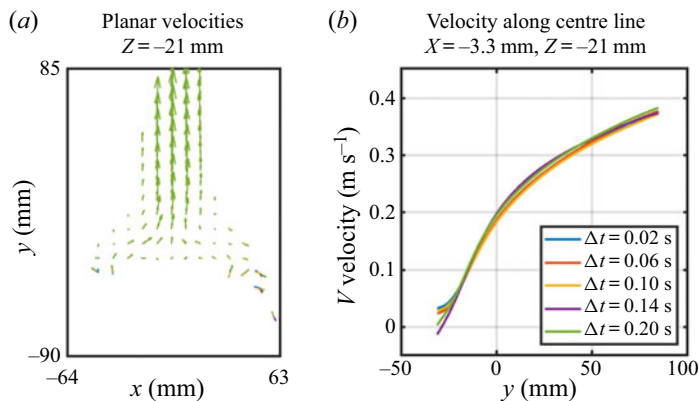 (a)
Planar velocities
Z = –21 mm
85
y (mm)
–90
–64
63
x (mm)
(b)
Velocity along centre line
X = –3.3 mm, Z = –21 mm
0.4
0.3
0.2
0.1
0
V velocity (m s⁻¹)
Δt = 0.02 s
Δt = 0.06 s
Δt = 0.10 s
Δt = 0.14 s
Δt = 0.20 s
–50
0
50
100
y (mm)